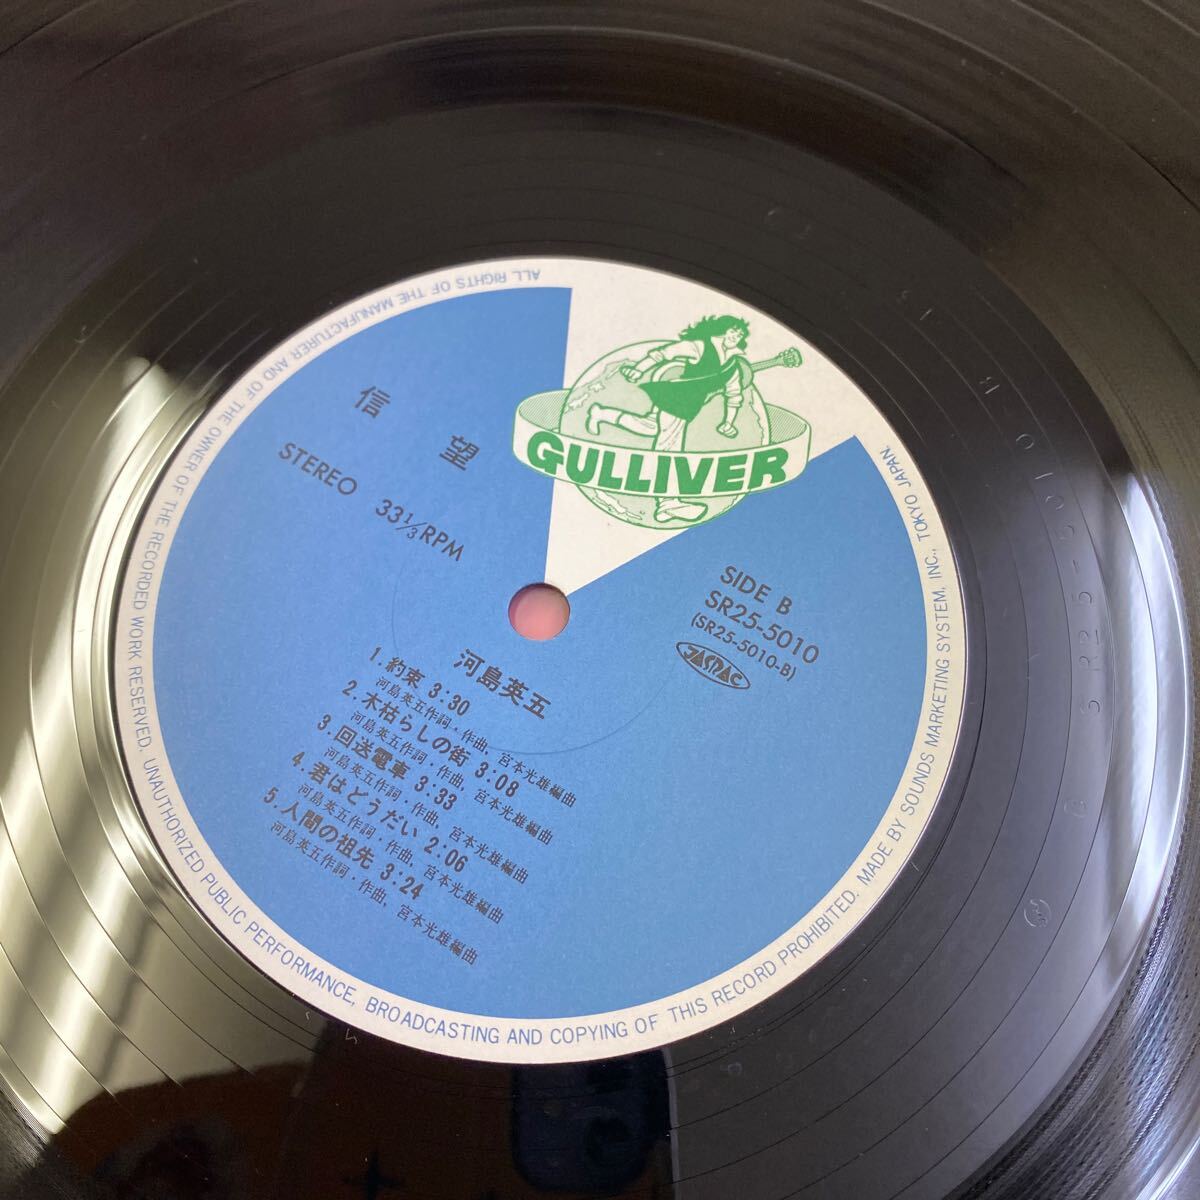 信望
STEREO 33 1/3 RPM
GULLIVER
SIDE B
SR25-5010
(SR25-5010-B)
JASRAC
河島英五
1. 約束 3:30
河島英五作詞・作曲、宮本光雄編曲
2. 木枯らしの街 3:08
河島英五作詞・作曲、宮本光雄編曲
3. 回送電車 3:33
河島英五作詞・作曲、宮本光雄編曲
4. 君はどうだい 2:06
河島英五作詞・作曲、宮本光雄編曲
5. 人間の祖先 3:24
河島英五作詞・作曲、宮本光雄編曲
ALL RIGHTS OF THE MANUFACTURER AND OF THE OWNER OF THE RECORDED WORK RESERVED. UNAUTHORIZED PUBLIC PERFORMANCE, BROADCASTING AND COPYING OF THIS RECORD PROHIBITED. MADE BY SOUNDS MARKETING SYSTEM, INC., TOKYO JAPAN.